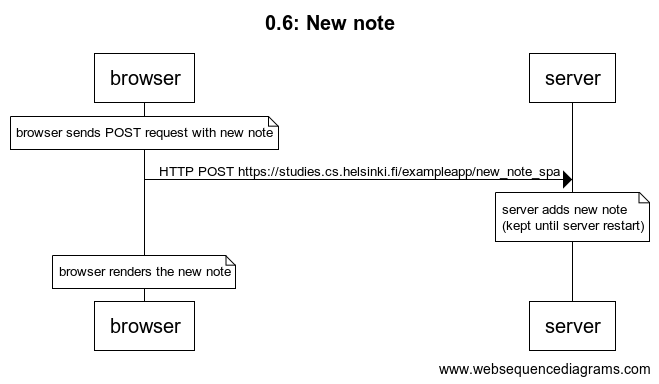 0.6: New note
browser
server
browser sends POST request with new note
HTTP POST https://studies.cs.helsinki.fi/exampleapp/new_note_spa
server adds new note
(kept until server restart)
browser renders the new note
browser
server
www.websequencediagrams.com